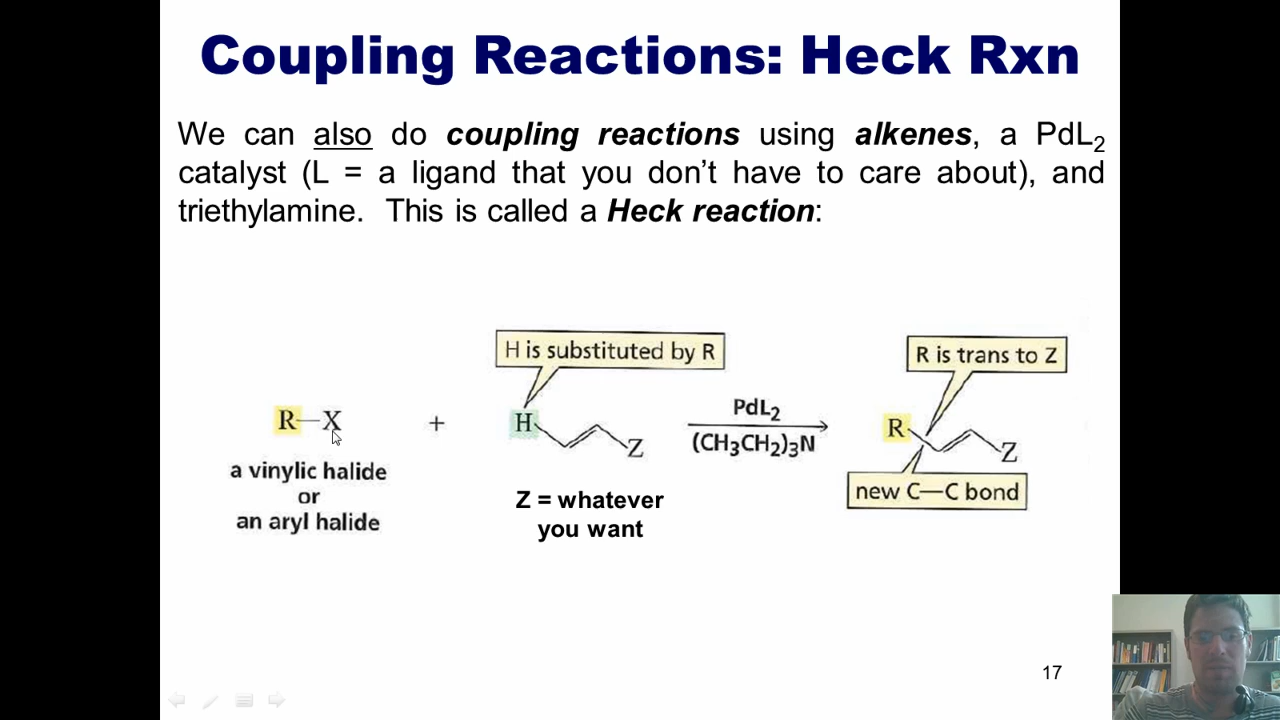 Coupling Reactions: Heck Rxn
We can also do coupling reactions using alkenes, a PdL₂
catalyst (L = a ligand that you don't have to care about), and
triethylamine. This is called a Heck reaction:
H is substituted by R
R is trans to Z
R—X
+
H
Z
PdL₂
(CH₃CH₂)₃N
R
Z
a vinylic halide
or
an aryl halide
Z = whatever
you want
new C—C bond
17